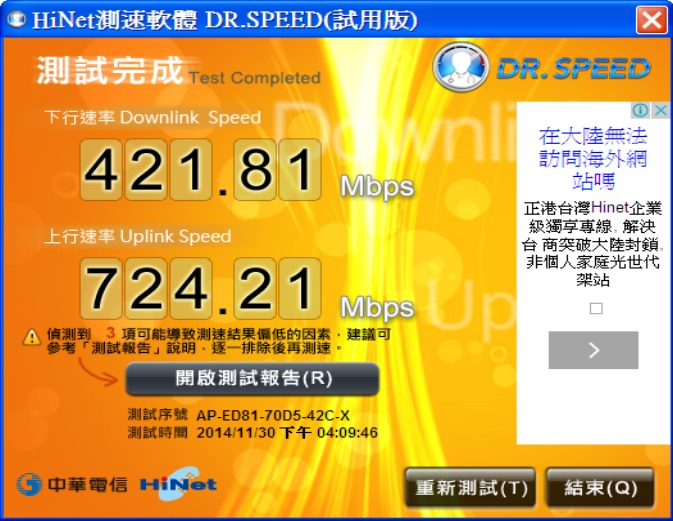 HiNet測速軟體 DR.SPEED(試用版)
測試完成 Test Completed
DR. SPEED
下行速率 Downlink Speed
421.81 Mbps
上行速率 Uplink Speed
724.21 Mbps
偵測到 3 項可能導致測速結果偏低的因素，建議可
參考「測試報告」說明，逐一排除後再測速。
開啟測試報告(R)
測試序號 AP-ED81-70D5-42C-X
測試時間 2014/11/30 下午 04:09:46
中華電信 HiNet
重新測試(T)
結束(Q)
在大陸無法
訪問海外網
站嗎
正港台灣Hinet企業
級獨享專線, 解決
台 商突破大陸封鎖,
非個人家庭光世代
架站
Downli
Up